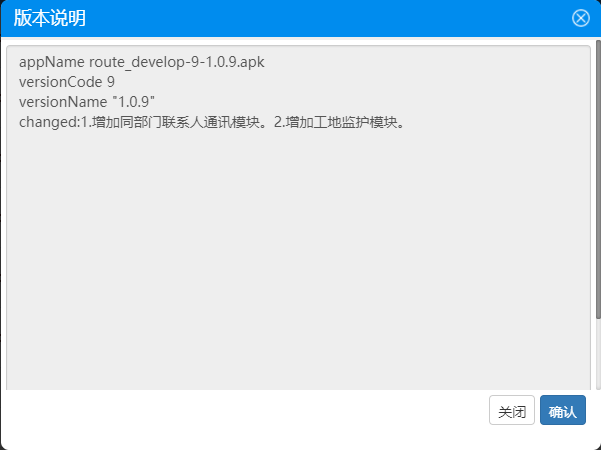 版本说明
appName route_develop-9-1.0.9.apk
versionCode 9
versionName "1.0.9"
changed:1.增加同部门联系人通讯模块。2.增加工地监护模块。
关闭 确认